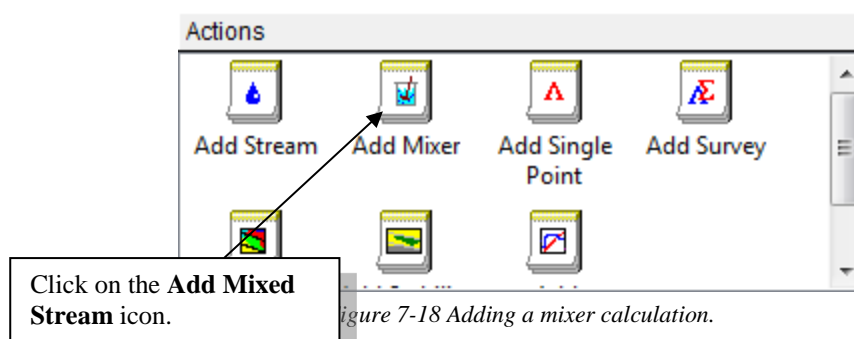 Actions
Add Stream Add Mixer Add Single Add Survey
Point
Click on the Add Mixed
Stream icon.
igure 7-18 Adding a mixer calculation.